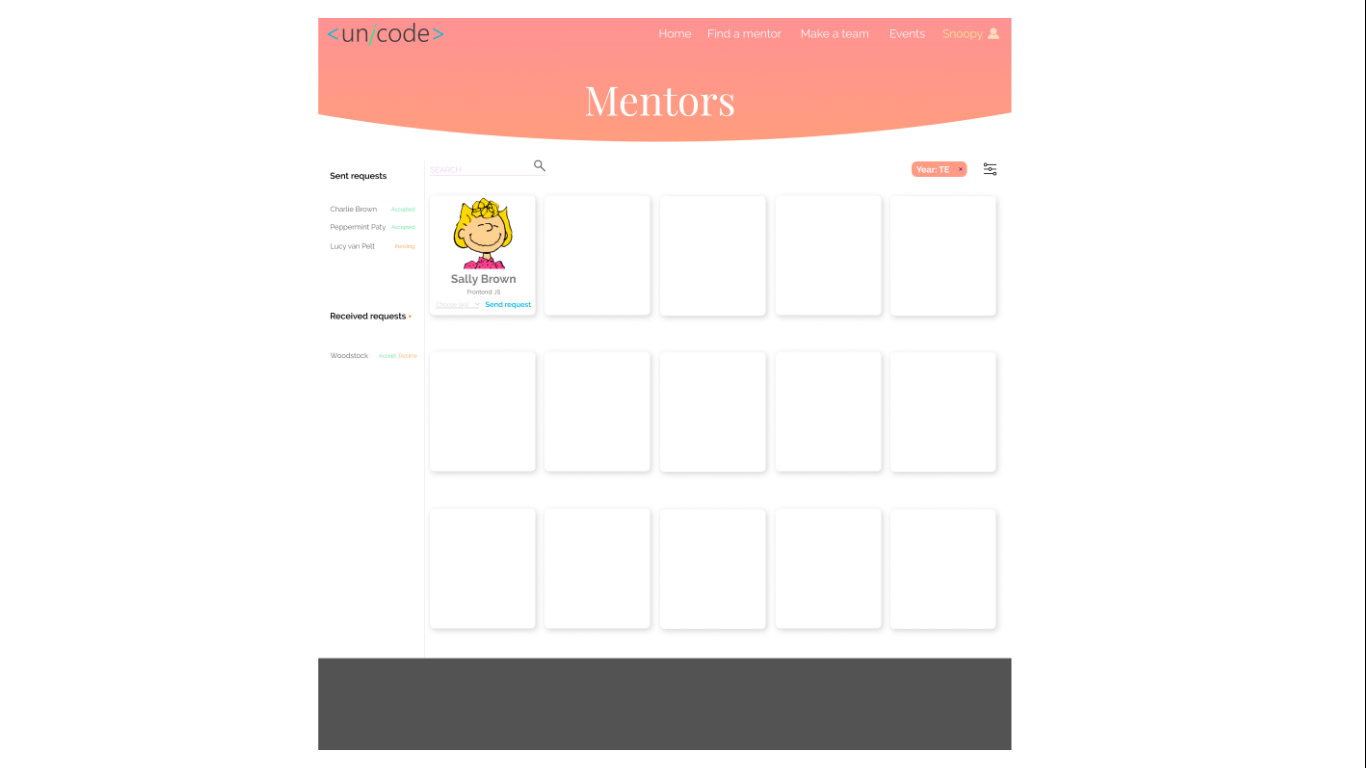 <un/code>
Home Find a mentor Make a team Events Snoopy
Mentors
SEARCH
Year: TE ×
Sent requests
Charlie Brown Accepted
Peppermint Paty Accepted
Lucy van Pelt Pending
Received requests
Woodstock Accept Decline
Sally Brown
Frontend: JS
Send request